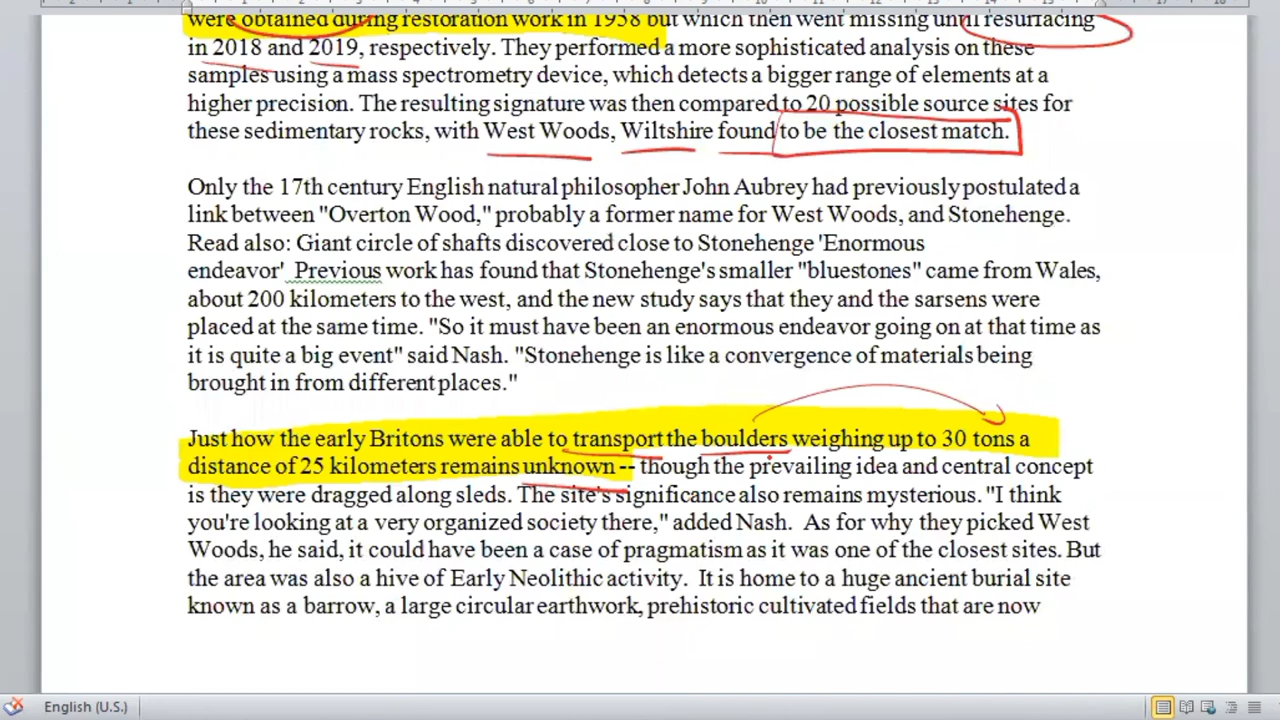 were obtained during restoration work in 1958 but which then went missing until resurfacing
in 2018 and 2019, respectively. They performed a more sophisticated analysis on these
samples using a mass spectrometry device, which detects a bigger range of elements at a
higher precision. The resulting signature was then compared to 20 possible source sites for
these sedimentary rocks, with West Woods, Wiltshire found to be the closest match.
Only the 17th century English natural philosopher John Aubrey had previously postulated a
link between "Overton Wood," probably a former name for West Woods, and Stonehenge.
Read also: Giant circle of shafts discovered close to Stonehenge 'Enormous
endeavor' Previous work has found that Stonehenge's smaller "bluestones" came from Wales,
about 200 kilometers to the west, and the new study says that they and the sarsens were
placed at the same time. "So it must have been an enormous endeavor going on at that time as
it is quite a big event" said Nash. "Stonehenge is like a convergence of materials being
brought in from different places."
Just how the early Britons were able to transport the boulders weighing up to 30 tons a
distance of 25 kilometers remains unknown -- though the prevailing idea and central concept
is they were dragged along sleds. The site's significance also remains mysterious. "I think
you're looking at a very organized society there," added Nash. As for why they picked West
Woods, he said, it could have been a case of pragmatism as it was one of the closest sites. But
the area was also a hive of Early Neolithic activity. It is home to a huge ancient burial site
known as a barrow, a large circular earthwork, prehistoric cultivated fields that are now
English (U.S.)